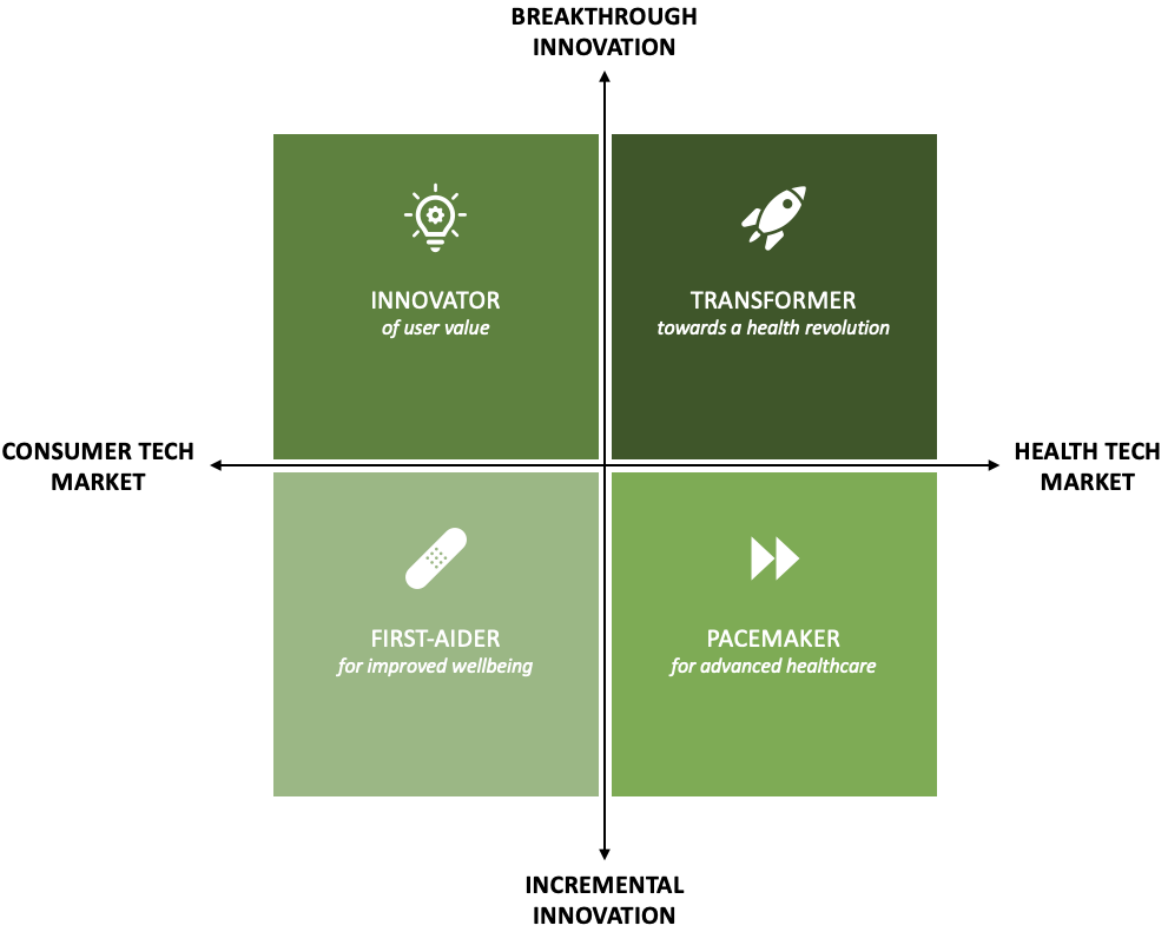 BREAKTHROUGH
INNOVATION
INNOVATOR
of user value
TRANSFORMER
towards a health revolution
CONSUMER TECH
MARKET
HEALTH TECH
MARKET
FIRST-AIDER
for improved wellbeing
PACEMAKER
for advanced healthcare
INCREMENTAL
INNOVATION